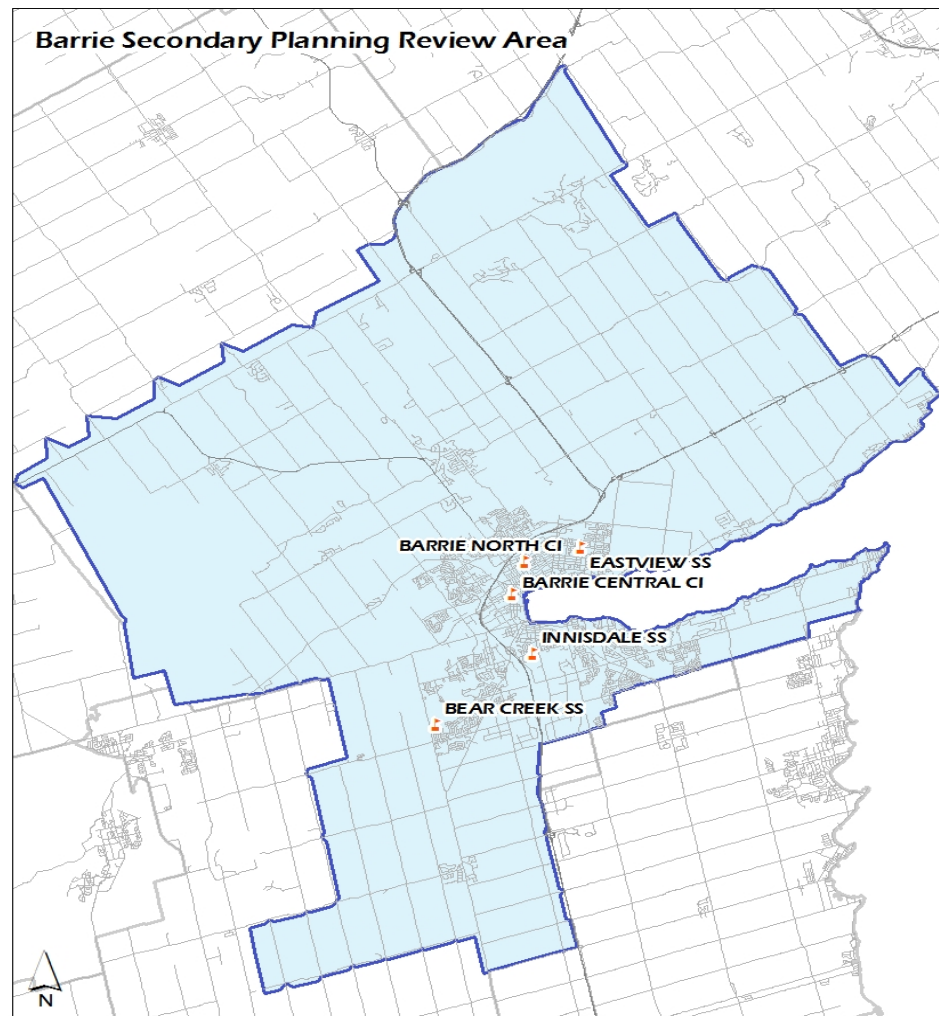 Barrie Secondary Planning Review Area
BARRIE NORTH CI
EASTVIEW SS
BARRIE CENTRAL CI
INNISDALE SS
BEAR CREEK SS
N